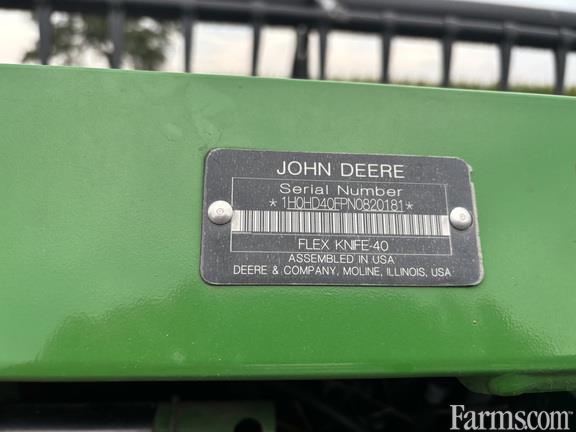 JOHN DEERE
Serial Number
*1H0HD40FPN0820181*
FLEX KNIFE-40
ASSEMBLED IN USA
DEERE & COMPANY, MOLINE, ILLINOIS, USA
Farms.com